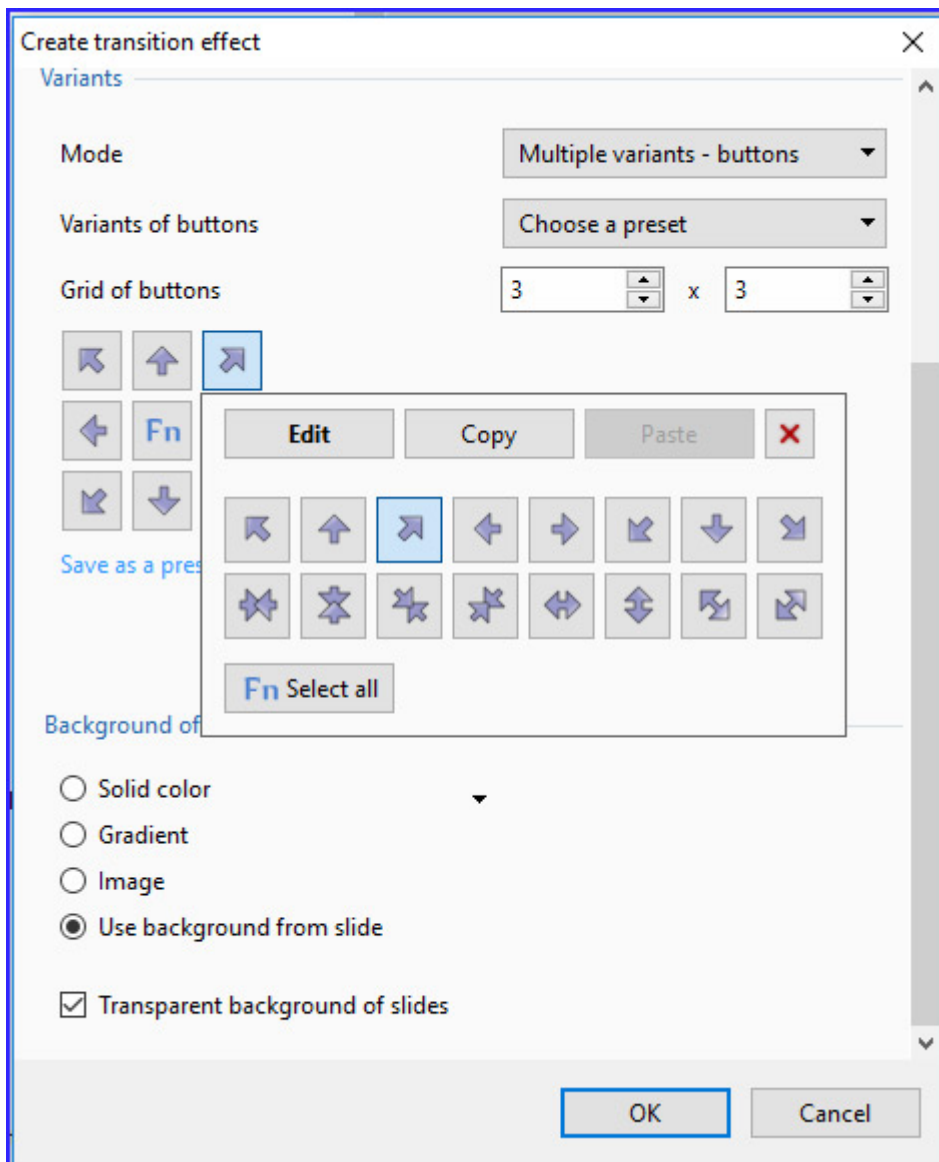 Create transition effect
Variants
Mode Multiple variants - buttons
Variants of buttons Choose a preset
Grid of buttons 3 x 3
Edit Copy Paste
Fn
Save as a pres
Fn Select all
Background of
Solid color
Gradient
Image
Use background from slide
Transparent background of slides
OK Cancel